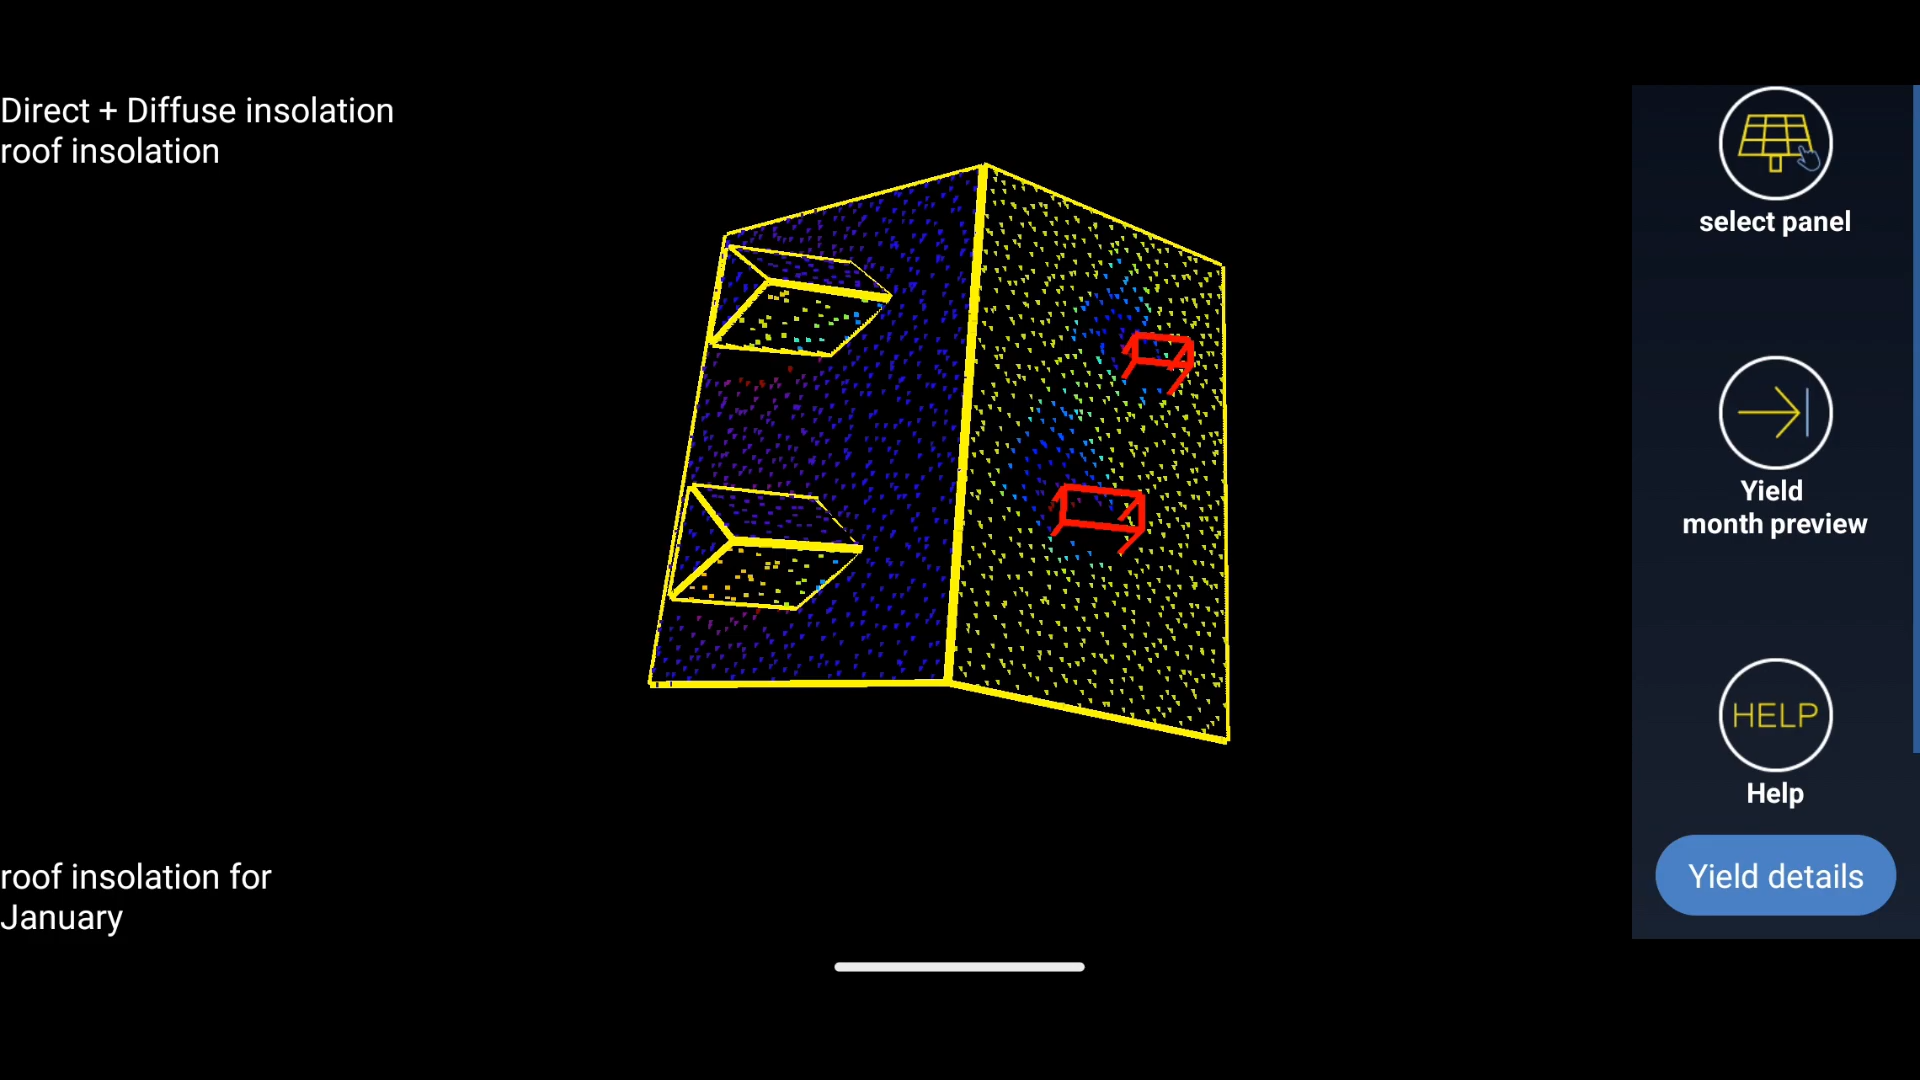 Direct + Diffuse insolation
roof insolation
select panel
Yield
month preview
HELP
Help
Yield details
roof insolation for
January